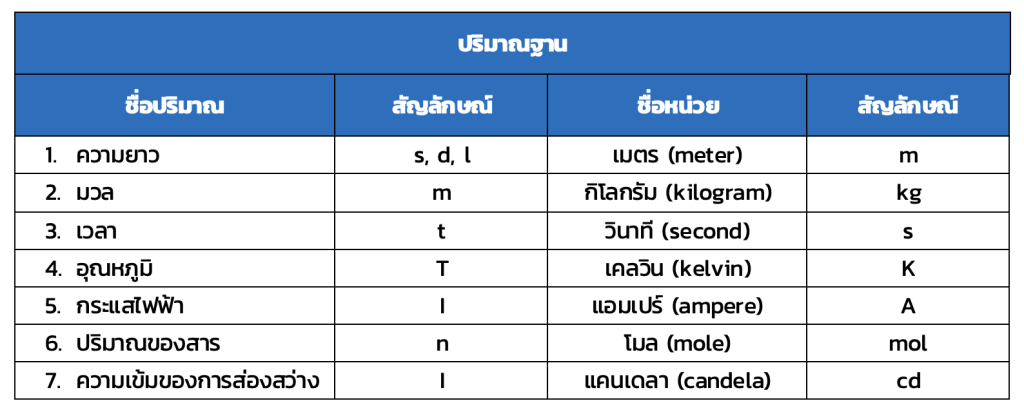 ปริมาณฐาน
ชื่อปริมาณ สัญลักษณ์ ชื่อหน่วย สัญลักษณ์
1. ความยาว s, d, l เมตร (meter) m
2. มวล m กิโลกรัม (kilogram) kg
3. เวลา t วินาที (second) s
4. อุณหภูมิ T เคลวิน (kelvin) K
5. กระแสไฟฟ้า I แอมเปร์ (ampere) A
6. ปริมาณของสาร n โมล (mole) mol
7. ความเข้มของการส่องสว่าง I แคนเดลา (candela) cd